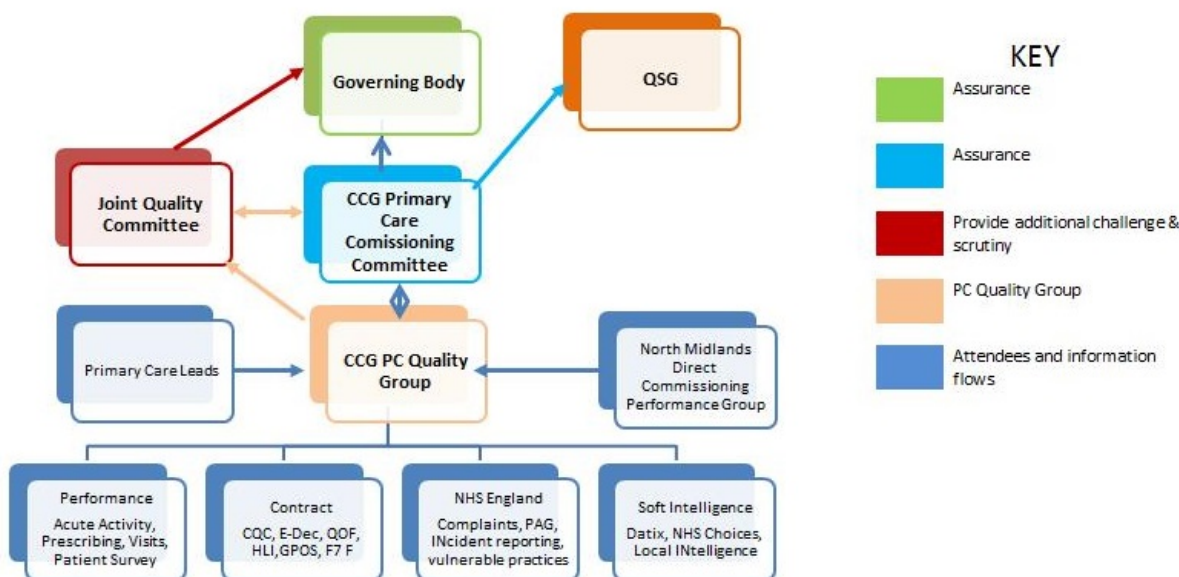 Governing Body
QSG
Joint Quality
Committee
CCG Primary
Care
Comissioning
Committee
Primary Care Leads
CCG PC Quality
Group
North Midlands
Direct
Commissioning
Performance Group
Performance
Acute Activity,
Prescribing, Visits,
Patient Survey
Contract
CQC, E-Dec, QOF,
HLI,GPOS, F7 F
NHS England
Complaints, PAG,
INcident reporting,
vulnerable practices
Soft Intelligence
Datix, NHS Choices,
Local INtelligence
KEY
Assurance
Assurance
Provide additional challenge &
scrutiny
PC Quality Group
Attendees and information
flows